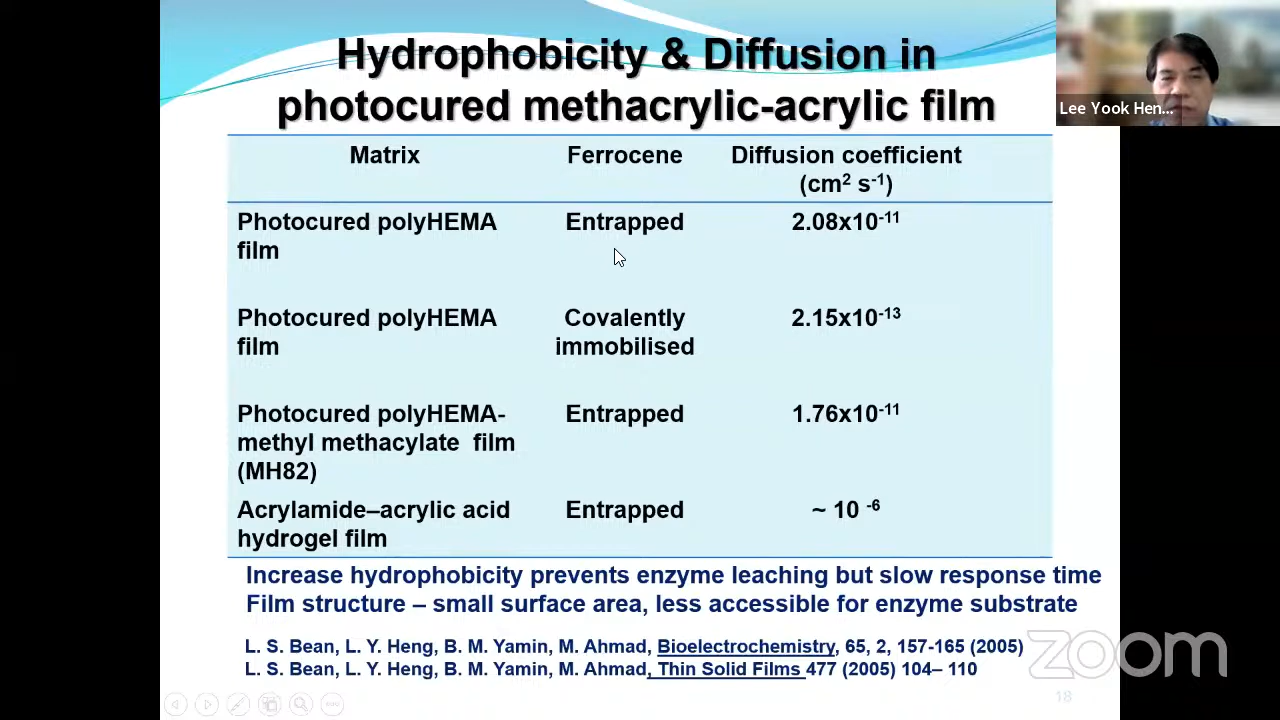 Hydrophobicity & Diffusion in
photocured methacrylic-acrylic film
Lee Yook Hen...
Matrix Ferrocene Diffusion coefficient
(cm² s⁻¹)
Photocured polyHEMA Entrapped 2.08x10⁻¹¹
film
Photocured polyHEMA Covalently 2.15x10⁻¹³
film immobilised
Photocured polyHEMA- Entrapped 1.76x10⁻¹¹
methyl methacylate film
(MH82)
Acrylamide–acrylic acid Entrapped ~ 10 ⁻⁶
hydrogel film
Increase hydrophobicity prevents enzyme leaching but slow response time
Film structure – small surface area, less accessible for enzyme substrate
L. S. Bean, L. Y. Heng, B. M. Yamin, M. Ahmad, Bioelectrochemistry, 65, 2, 157-165 (2005)
L. S. Bean, L. Y. Heng, B. M. Yamin, M. Ahmad, Thin Solid Films 477 (2005) 104– 110
zoom
18